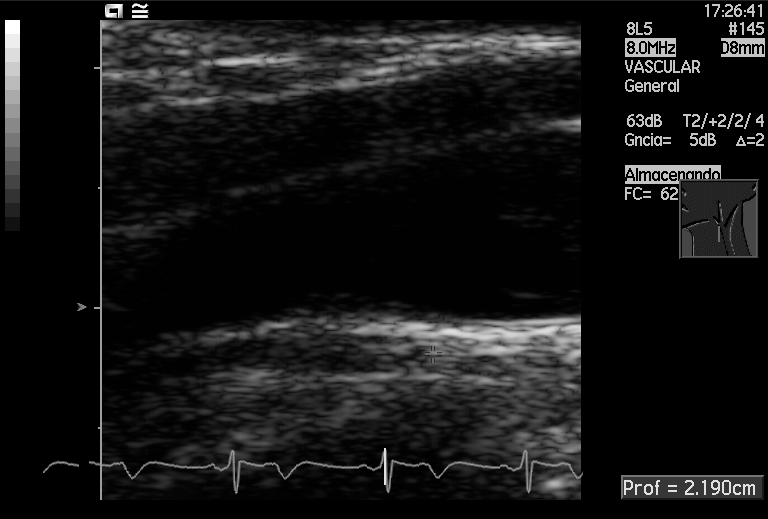 17:26:41
8L5 #145
8.0MHz 08mm
VASCULAR
General
63dB T2/+2/2/ 4
Gncia= 5dB Δ=2
Almacenando
FC= 62
Prof = 2.190cm